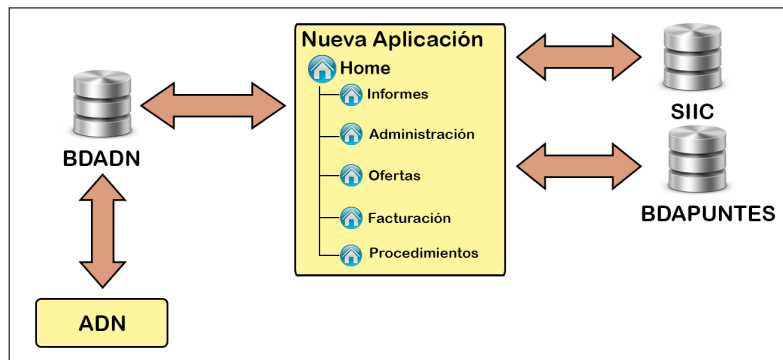 Nueva Aplicación
Home
Informes
Administración
Ofertas
Facturación
Procedimientos
BDADN
ADN
SIIC
BDAPUNTES